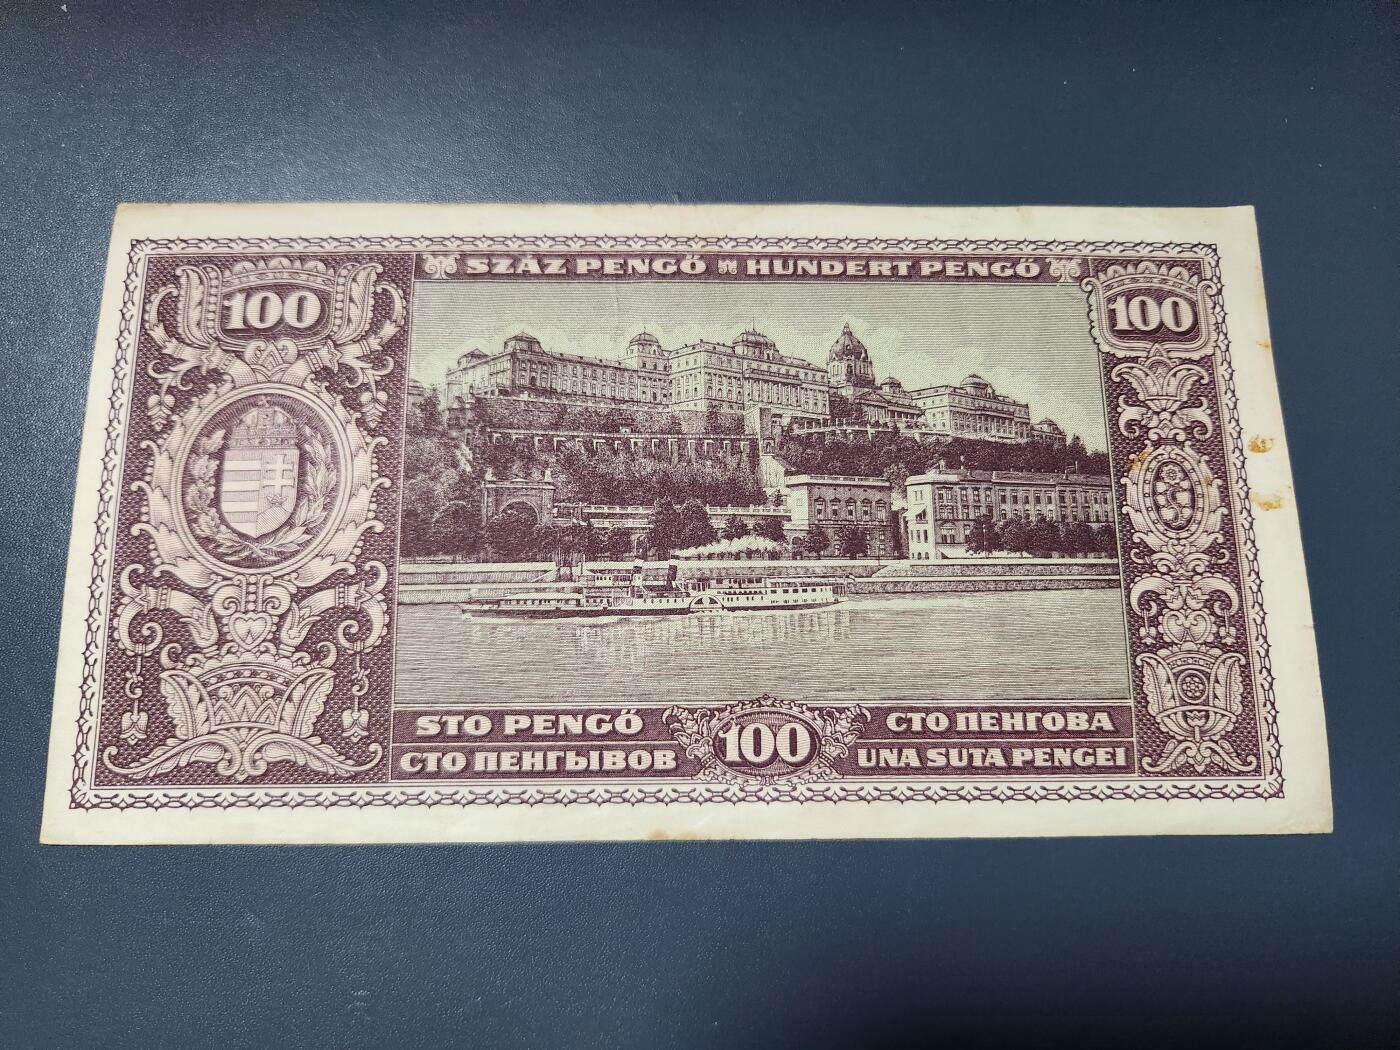 SZÁZ PENGŐ HUNDERT PENGŐ
100
100
STO PENGŐ
СТО ПЕНГОВА
СТО ПЕНГЫВОВ
100
UNA SUTA PENGEI